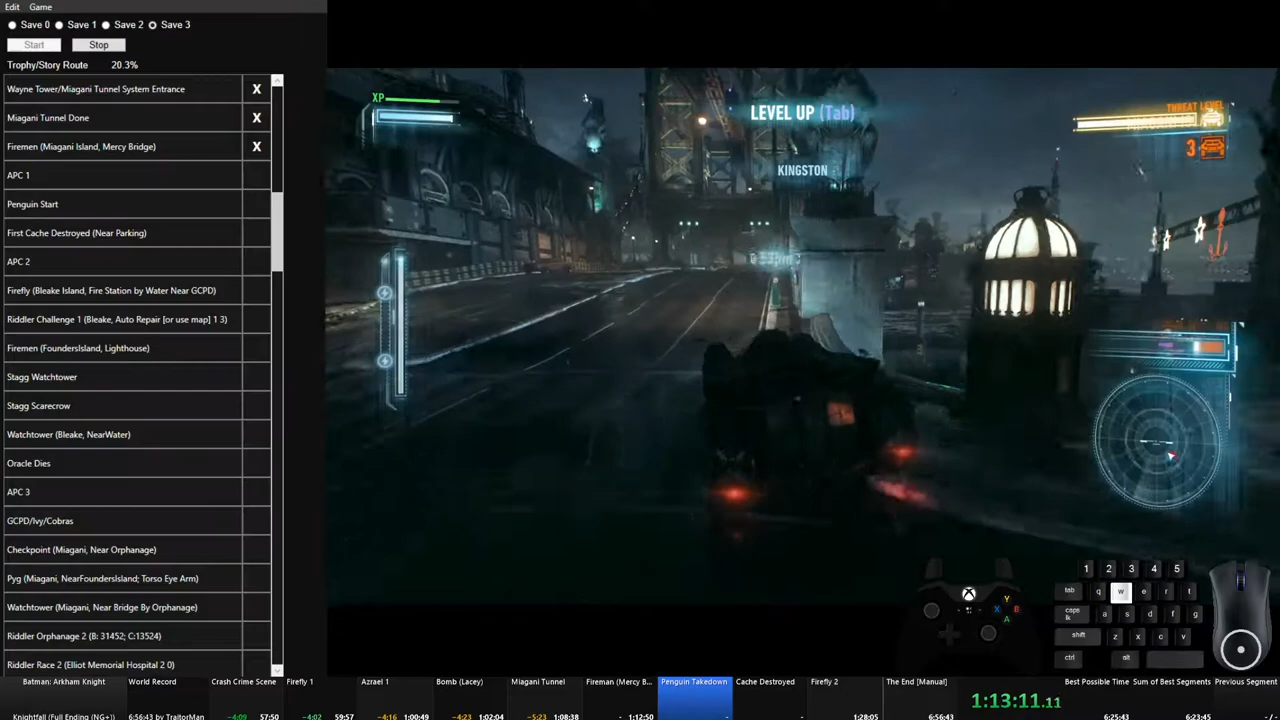 Edit Game
Save 0 Save 1 Save 2 Save 3
Start Stop
Trophy/Story Route 20.3%
Wayne Tower/Miagani Tunnel System Entrance X
Miagani Tunnel Done X
Firemen (Miagani Island, Mercy Bridge) X
APC 1
Penguin Start
First Cache Destroyed (Near Parking)
APC 2
Firefly (Bleake Island, Fire Station by Water Near GCPD)
Riddler Challenge 1 (Bleake, Auto Repair [or use map] 1 3)
Firemen (FoundersIsland, Lighthouse)
Stagg Watchtower
Stagg Scarecrow
Watchtower (Bleake, NearWater)
Oracle Dies
APC 3
GCPD/Ivy/Cobras
Checkpoint (Miagani, Near Orphanage)
Pyg (Miagani, NearFoundersIsland; Torso Eye Arm)
Watchtower (Miagani, Near Bridge By Orphanage)
Riddler Orphanage 2 (B: 31452; C:13524)
Riddler Race 2 (Elliot Memorial Hospital 2 0)
XP
LEVEL UP (Tab)
KINGSTON
THREAT LEVEL
3
Y
X B
A
1 2 3 4 5
tab q w e r t
caps lk a s d f g
shift z x c v
ctrl alt
Batman: Arkham Knight World Record Crash Crime Scene Firefly 1 Azrael 1 Bomb (Lacey) Miagani Tunnel Fireman (Mercy B... Penguin Takedown Cache Destroyed Firefly 2 The End [Manual] 1:13:11.11 Best Possible Time Sum of Best Segments Previous Segment
Knightfall (Full Ending (NG+)) 6:56:43 by TraitorMan -4:09 57:50 -4:02 59:57 -4:16 1:00:49 -4:23 1:02:04 -5:23 1:08:38 - 1:12:50 - - 1:28:05 - 6:56:43 6:25:43 6:23:45 - / -